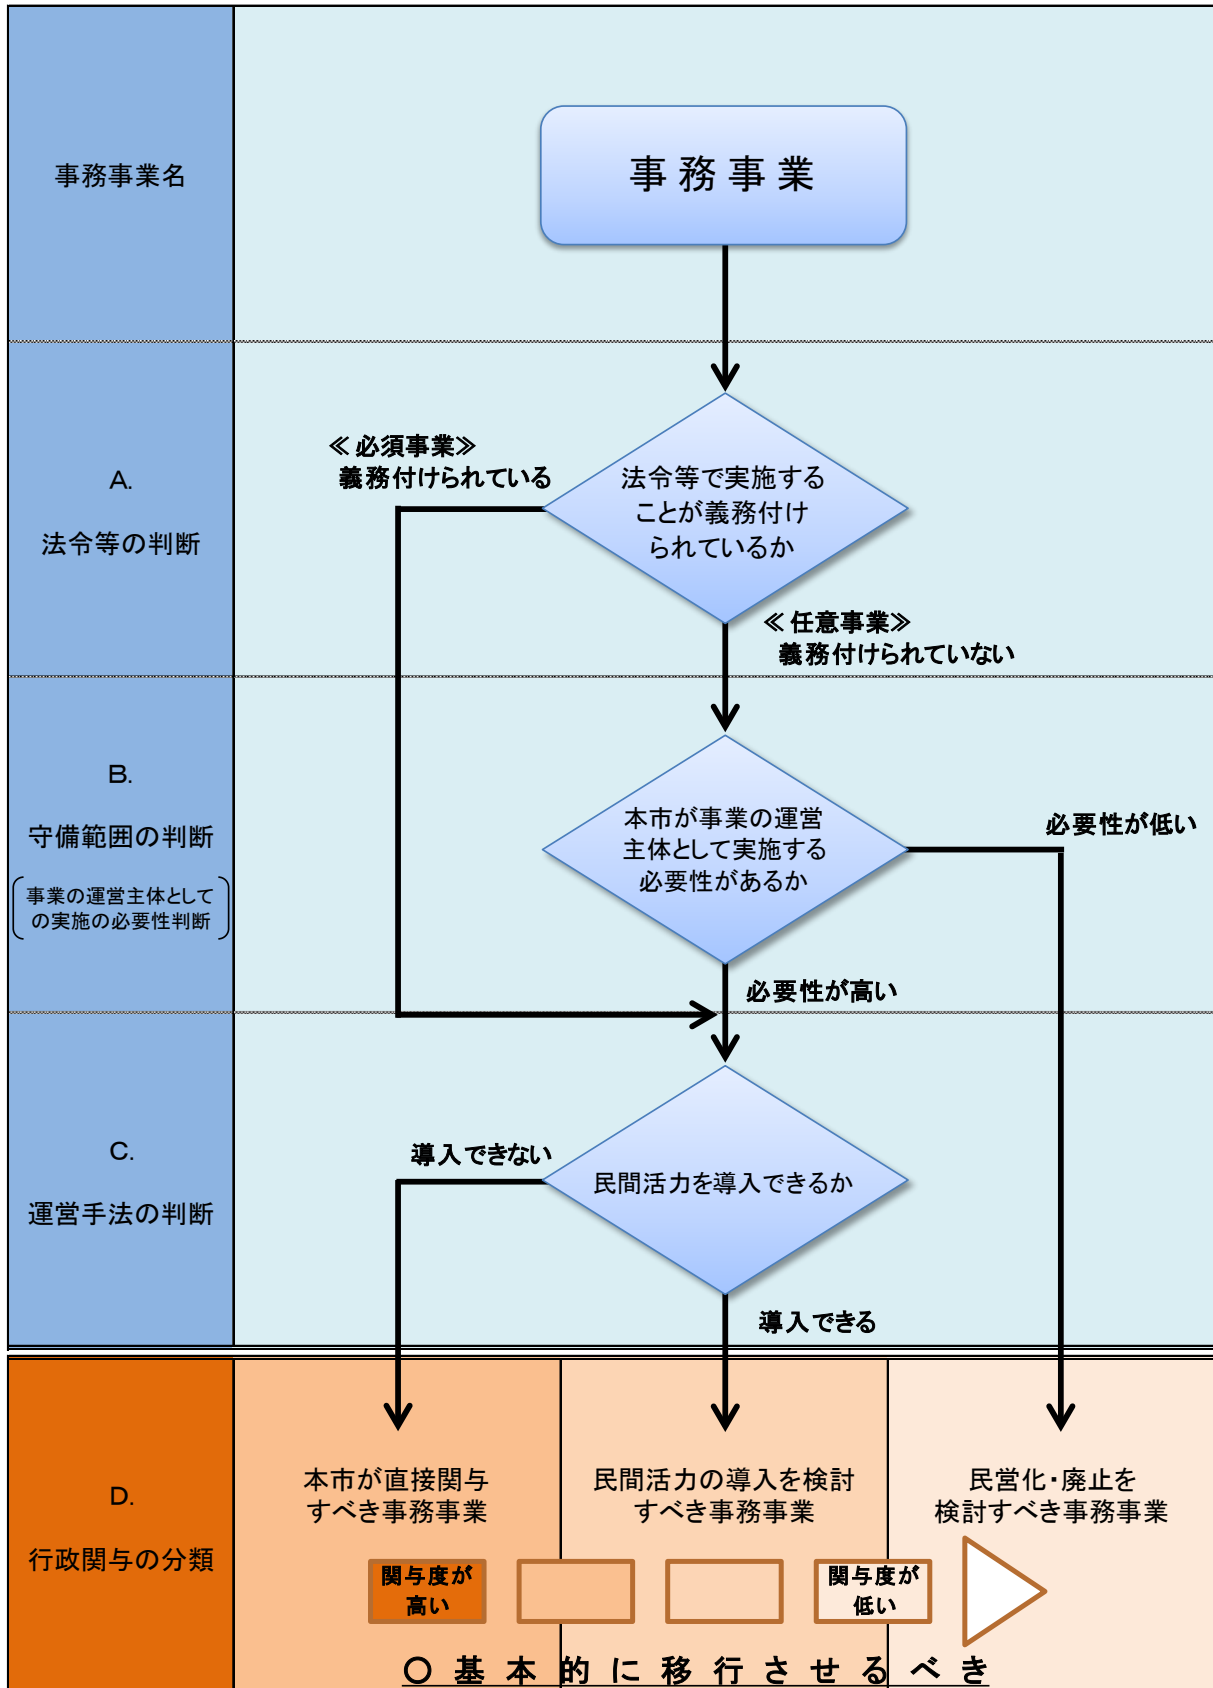 事務事業名
事務事業
A.
法令等の判断
≪必須事業≫
義務付けられている
法令等で実施する
ことが義務付け
られているか
≪任意事業≫
義務付けられていない
B.
守備範囲の判断
事業の運営主体として
の実施の必要性判断
本市が事業の運営
主体として実施する
必要性があるか
必要性が低い
必要性が高い
C.
運営手法の判断
導入できない
民間活力を導入できるか
導入できる
D.
行政関与の分類
本市が直接関与
すべき事務事業
民間活力の導入を検討
すべき事務事業
民営化・廃止を
検討すべき事務事業
関与度が
高い
関与度が
低い
○基本的に移行させるべき